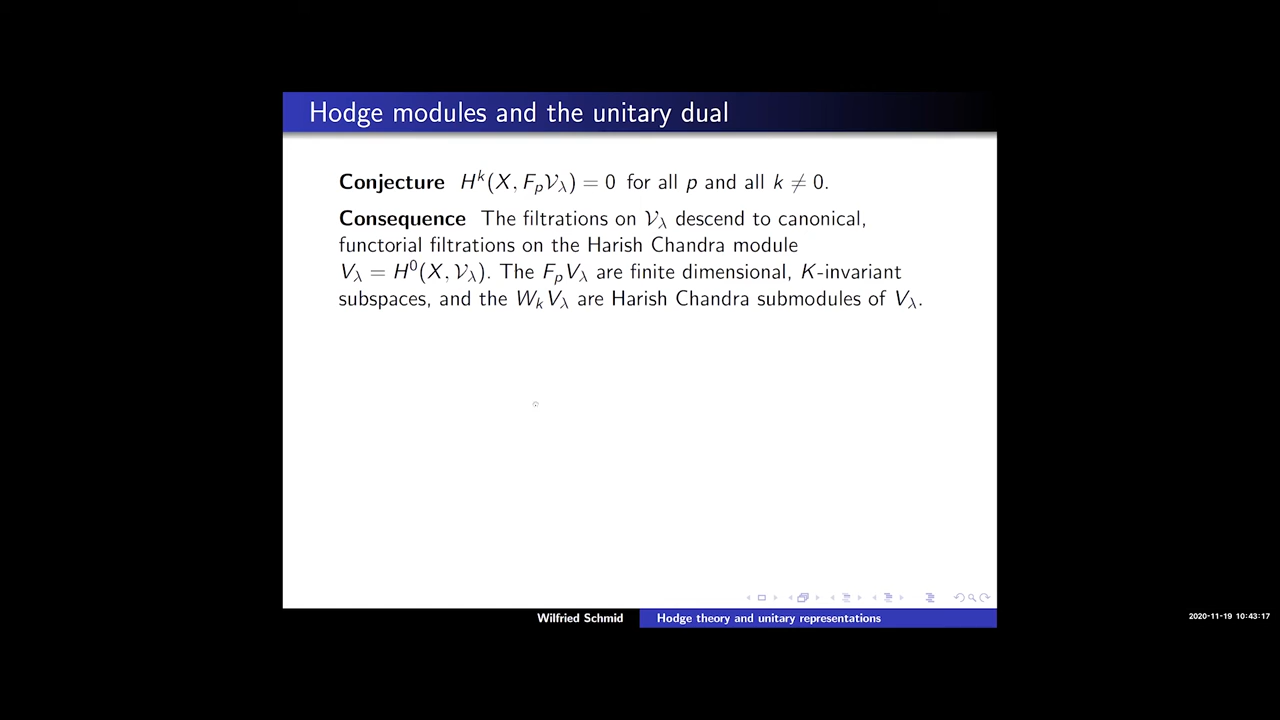 Hodge modules and the unitary dual
Conjecture H^k(X, F_p𝒱_λ) = 0 for all p and all k ≠ 0.
Consequence The filtrations on 𝒱_λ descend to canonical,
functorial filtrations on the Harish Chandra module
V_λ = H^0(X, 𝒱_λ). The F_pV_λ are finite dimensional, K-invariant
subspaces, and the W_kV_λ are Harish Chandra submodules of V_λ.
Wilfried Schmid
Hodge theory and unitary representations
2020-11-19 10:43:17